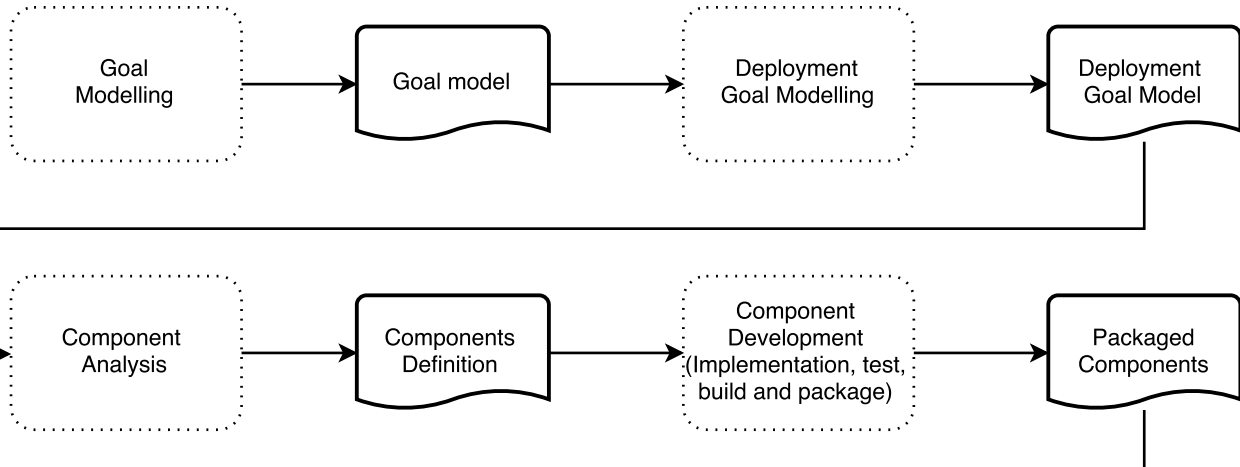 Goal
Modelling
Goal model
Deployment
Goal Modelling
Deployment
Goal Model
Component
Analysis
Components
Definition
Component
Development
(Implementation, test,
build and package)
Packaged
Components